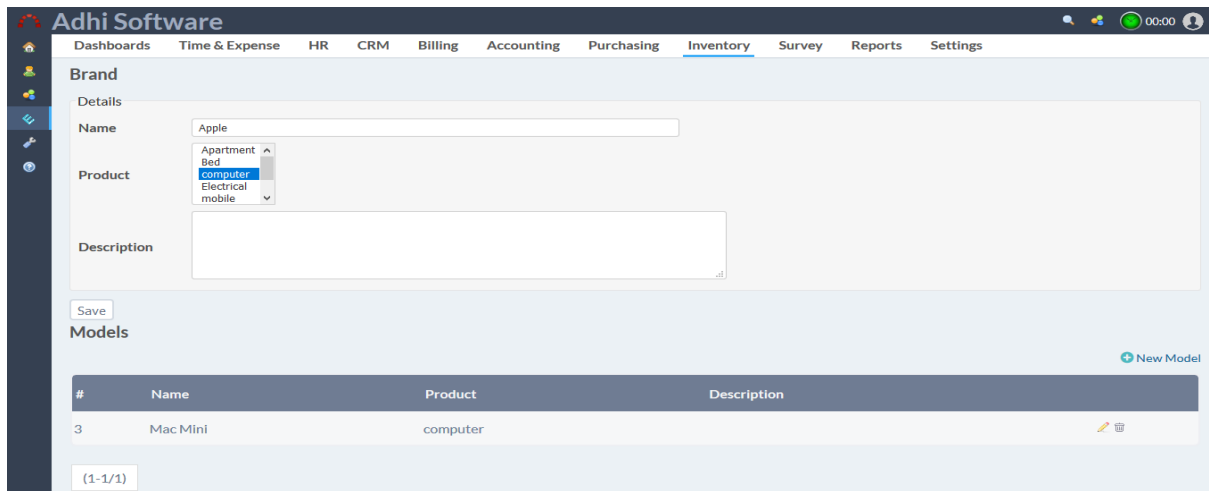 Adhi Software 00:00
Dashboards Time & Expense HR CRM Billing Accounting Purchasing Inventory Survey Reports Settings
Brand
Details
Name Apple
Product Apartment
Bed
computer
Electrical
mobile
Description
Save
Models
New Model
# Name Product Description
3 Mac Mini computer
(1-1/1)